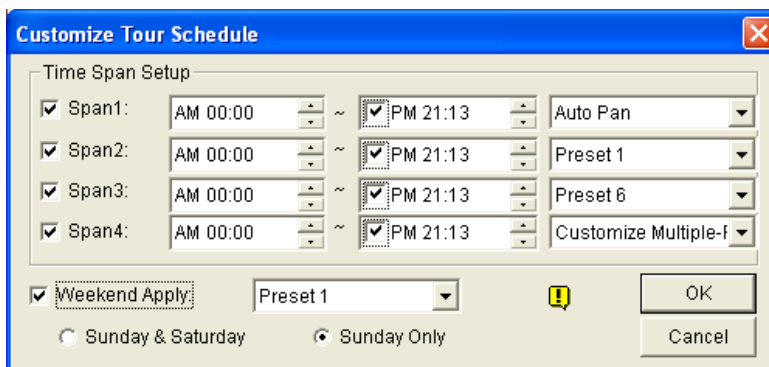 Customize Tour Schedule
Time Span Setup
Span1: AM 00:00 ~ PM 21:13 Auto Pan
Span2: AM 00:00 ~ PM 21:13 Preset 1
Span3: AM 00:00 ~ PM 21:13 Preset 6
Span4: AM 00:00 ~ PM 21:13 Customize Multiple-
Weekend Apply: Preset 1 ! OK
Sunday & Saturday Sunday Only Cancel